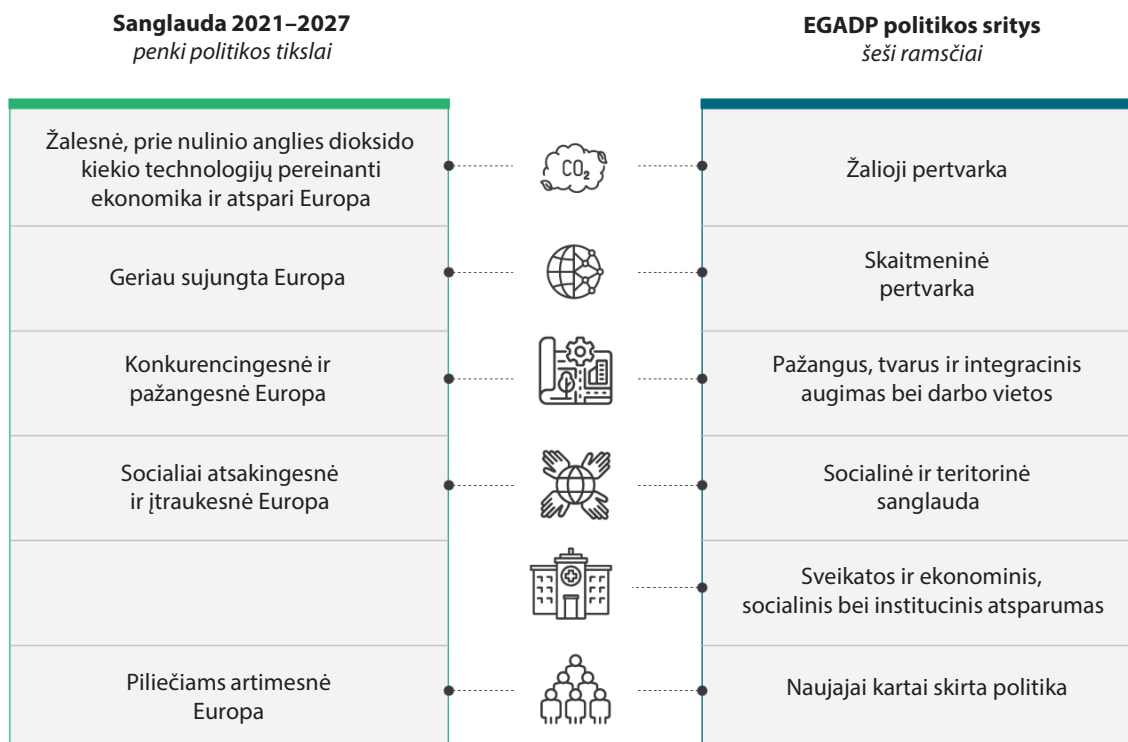 Sanglauda 2021–2027
penki politikos tikslai
EGADP politikos sritys
šeši ramsčiai
Žalesnė, prie nulinio anglies dioksido
kiekio technologijų pereinanti
ekonomika ir atspari Europa
CO₂
Žalioji pertvarka
Geriau sujungta Europa
Skaitmeninė
pertvarka
Konkurencingesnė ir
pažangesnė Europa
Pažangus, tvarus ir integracinis
augimas bei darbo vietos
Socialiai atsakingesnė
ir įtraukesnė Europa
Socialinė ir teritorinė
sanglauda
Sveikatos ir ekonominis,
socialinis bei institucinis atsparumas
Piliečiams artimesnė
Europa
Naujajai kartai skirta politika